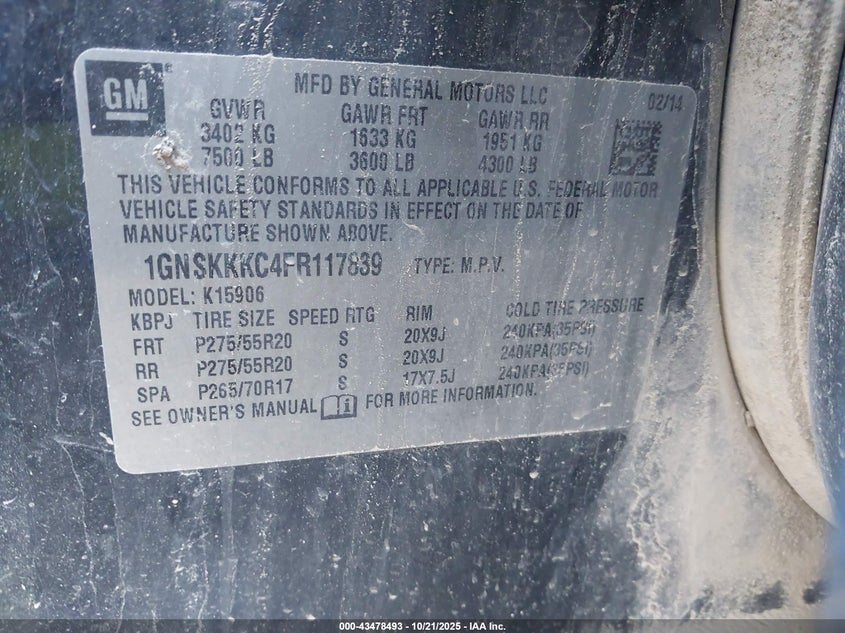 GM ®
MFD BY GENERAL MOTORS LLC 02/14
GVWR GAWR FRT GAWR RR
3402 KG 1633 KG 1951 KG
7500 LB 3600 LB 4300 LB
THIS VEHICLE CONFORMS TO ALL APPLICABLE U.S. FEDERAL MOTOR
VEHICLE SAFETY STANDARDS IN EFFECT ON THE DATE OF
MANUFACTURE SHOWN ABOVE.
1GNSKKKC4FR117839 TYPE: M.P.V.
MODEL: K15906
KBPJ TIRE SIZE SPEED RTG RIM COLD TIRE PRESSURE
FRT P275/55R20 S 20X9J 240KPA(35PSI)
RR P275/55R20 S 20X9J 240KPA(35PSI)
SPA P265/70R17 S 17X7.5J 240KPA(35PSI)
SEE OWNER'S MANUAL FOR MORE INFORMATION.
000-43478493 - 10/21/2025 - IAA Inc.